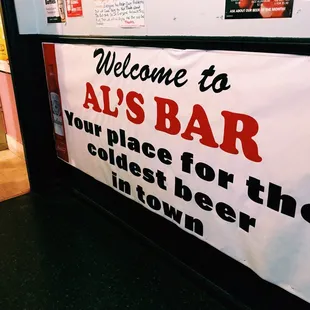 Welcome to
AL'S BAR
Your place for the
coldest beer
in town